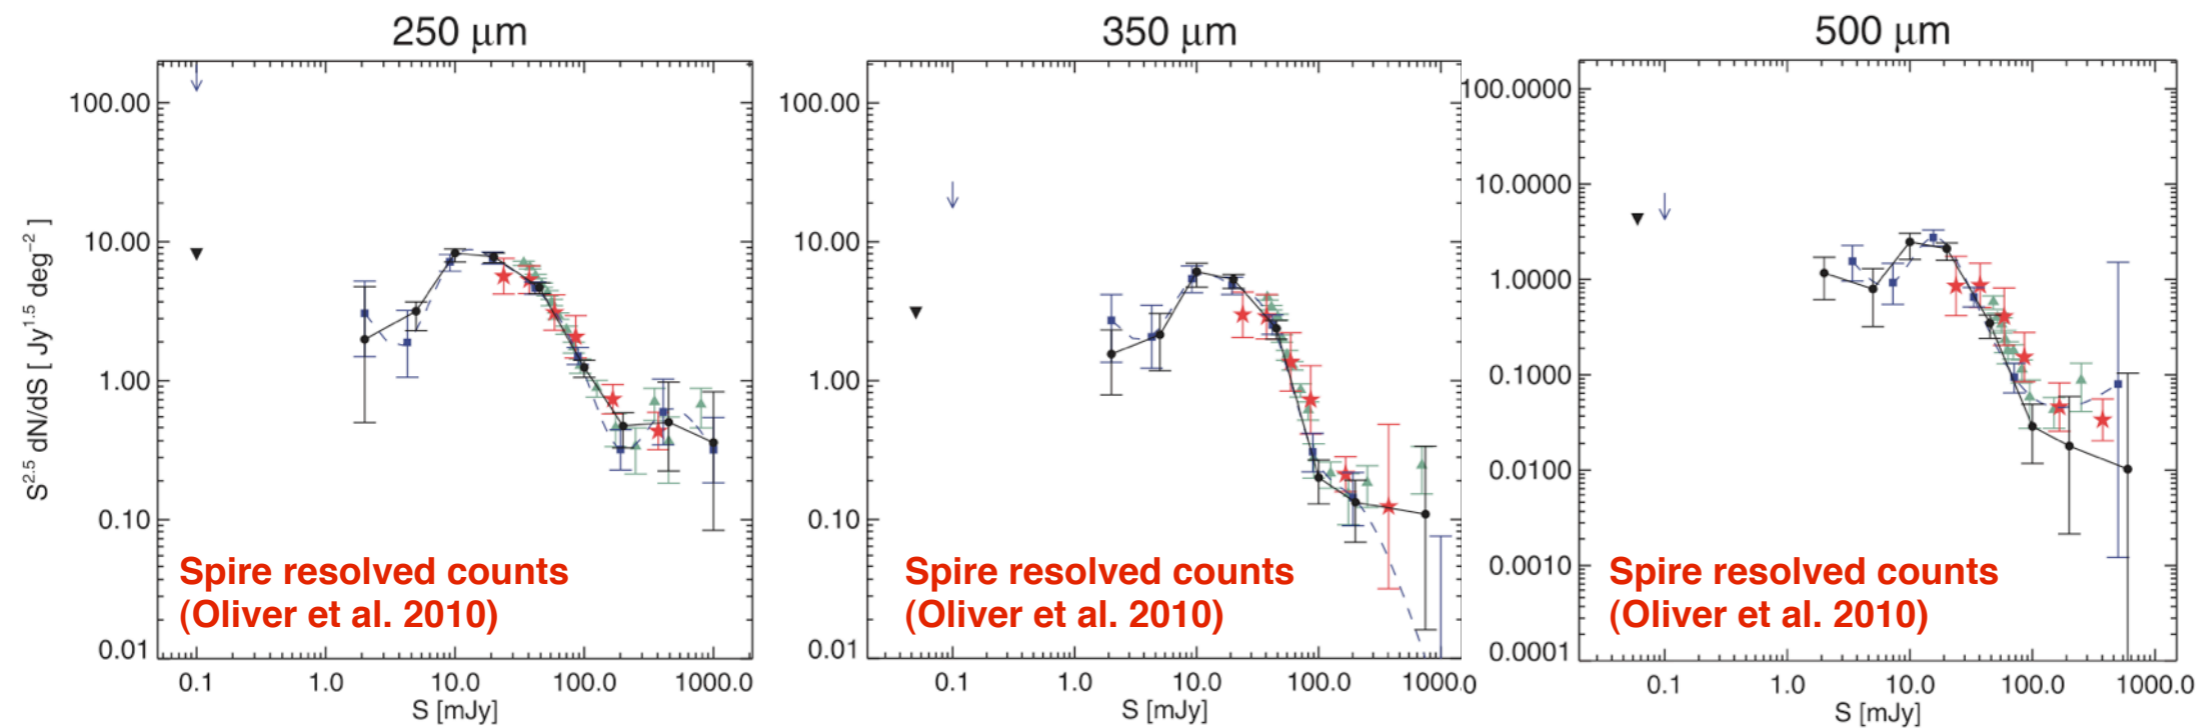 250 μm
350 μm
500 μm
S^2.5 dN/dS [ Jy^1.5 deg^−2 ]
100.00
10.00
1.00
0.10
0.01
0.1 1.0 10.0 100.0 1000.0
S [mJy]
Spire resolved counts
(Oliver et al. 2010)
100.00
10.00
1.00
0.10
0.01
0.1 1.0 10.0 100.0 1000.0
S [mJy]
Spire resolved counts
(Oliver et al. 2010)
100.0000
10.0000
1.0000
0.1000
0.0100
0.0010
0.0001
0.1 1.0 10.0 100.0 1000.0
S [mJy]
Spire resolved counts
(Oliver et al. 2010)